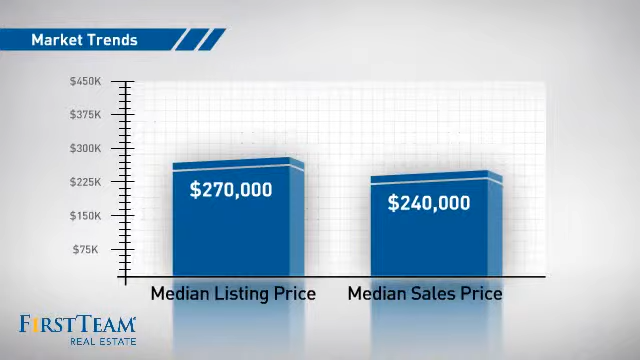 Market Trends
$450K
$375K
$300K
$225K
$150K
$75K
$270,000
$240,000
Median Listing Price
Median Sales Price
FIRSTTEAM®
REAL ESTATE